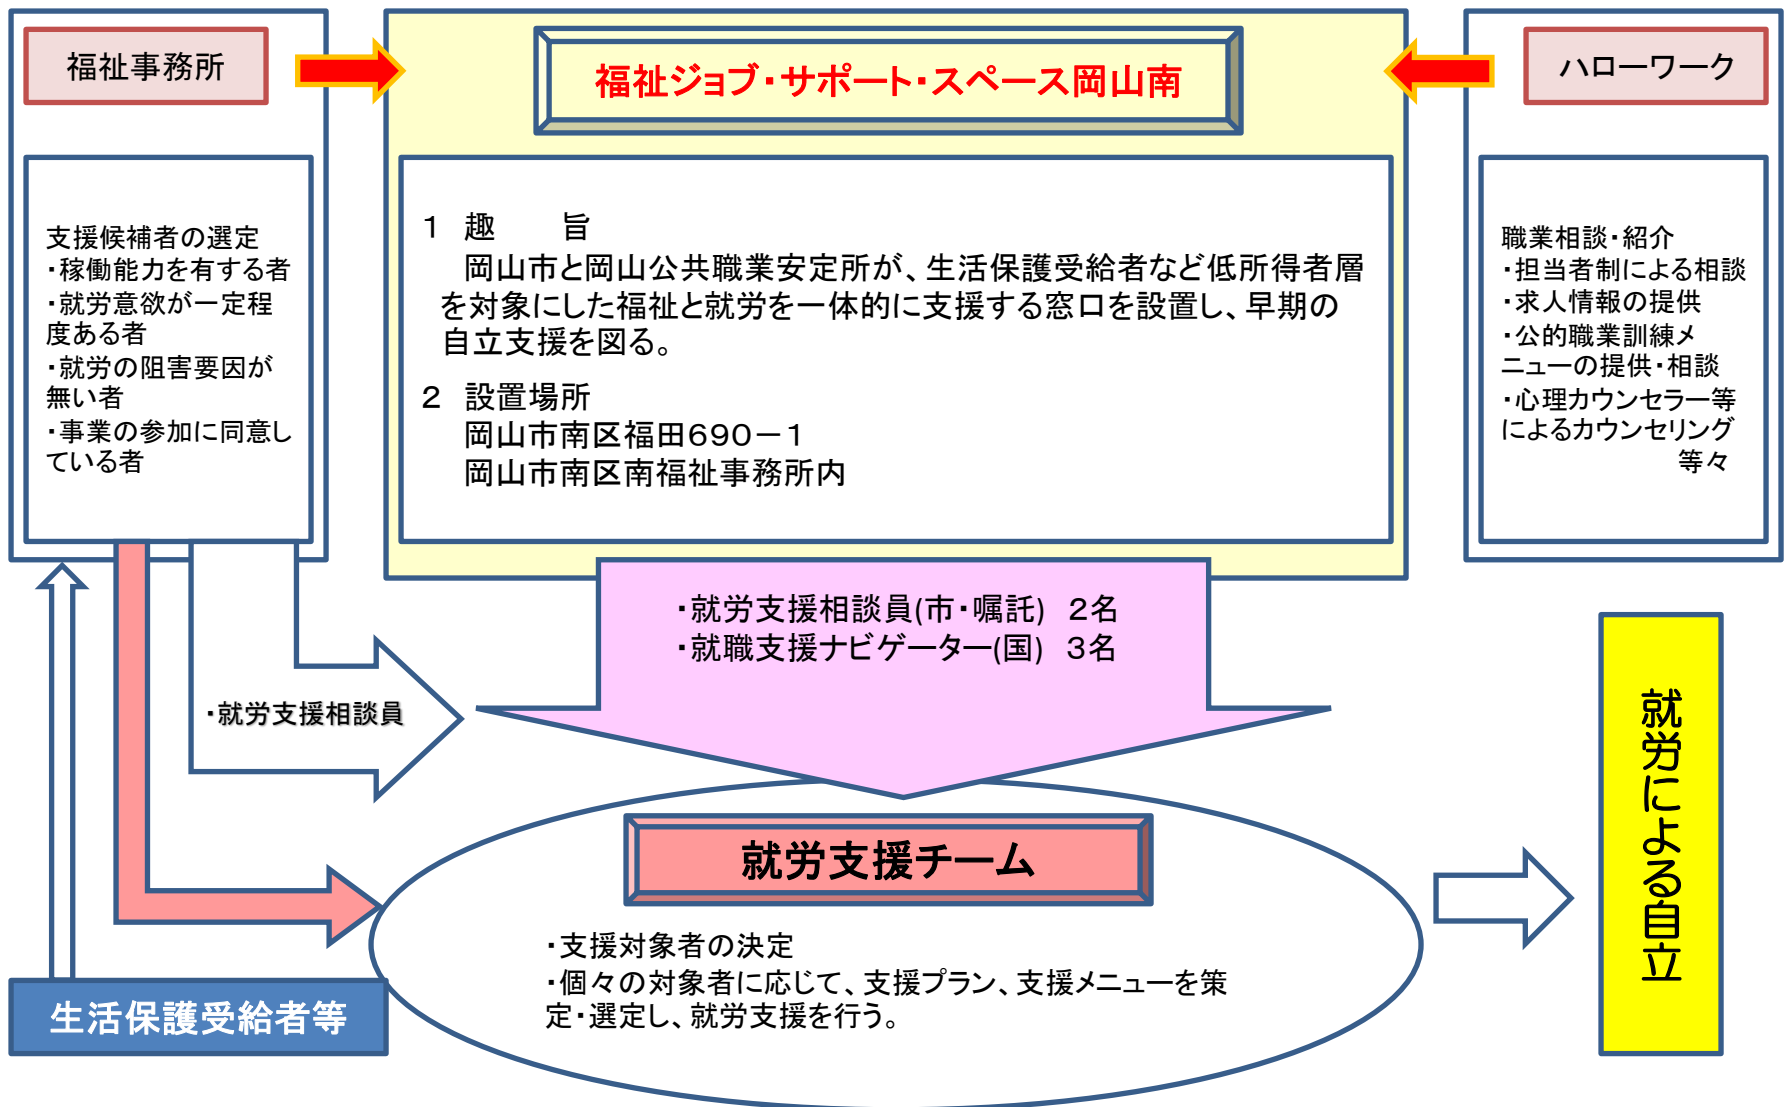 福祉事務所
福祉ジョブ・サポート・スペース岡山南
ハローワーク
支援候補者の選定
・稼働能力を有する者
・就労意欲が一定程
度ある者
・就労の阻害要因が
無い者
・事業の参加に同意し
ている者
１　趣　　旨
岡山市と岡山公共職業安定所が、生活保護受給者など低所得者層
を対象にした福祉と就労を一体的に支援する窓口を設置し、早期の
自立支援を図る。
２　設置場所
岡山市南区福田６９０－１
岡山市南区南福祉事務所内
職業相談・紹介
・担当者制による相談
・求人情報の提供
・公的職業訓練メ
ニューの提供・相談
・心理カウンセラー等
によるカウンセリング
等々
・就労支援相談員(市・嘱託)　２名
・就職支援ナビゲーター(国)　３名
・就労支援相談員
就労支援チーム
・支援対象者の決定
・個々の対象者に応じて、支援プラン、支援メニューを策
定・選定し、就労支援を行う。
生活保護受給者等
就労による自立